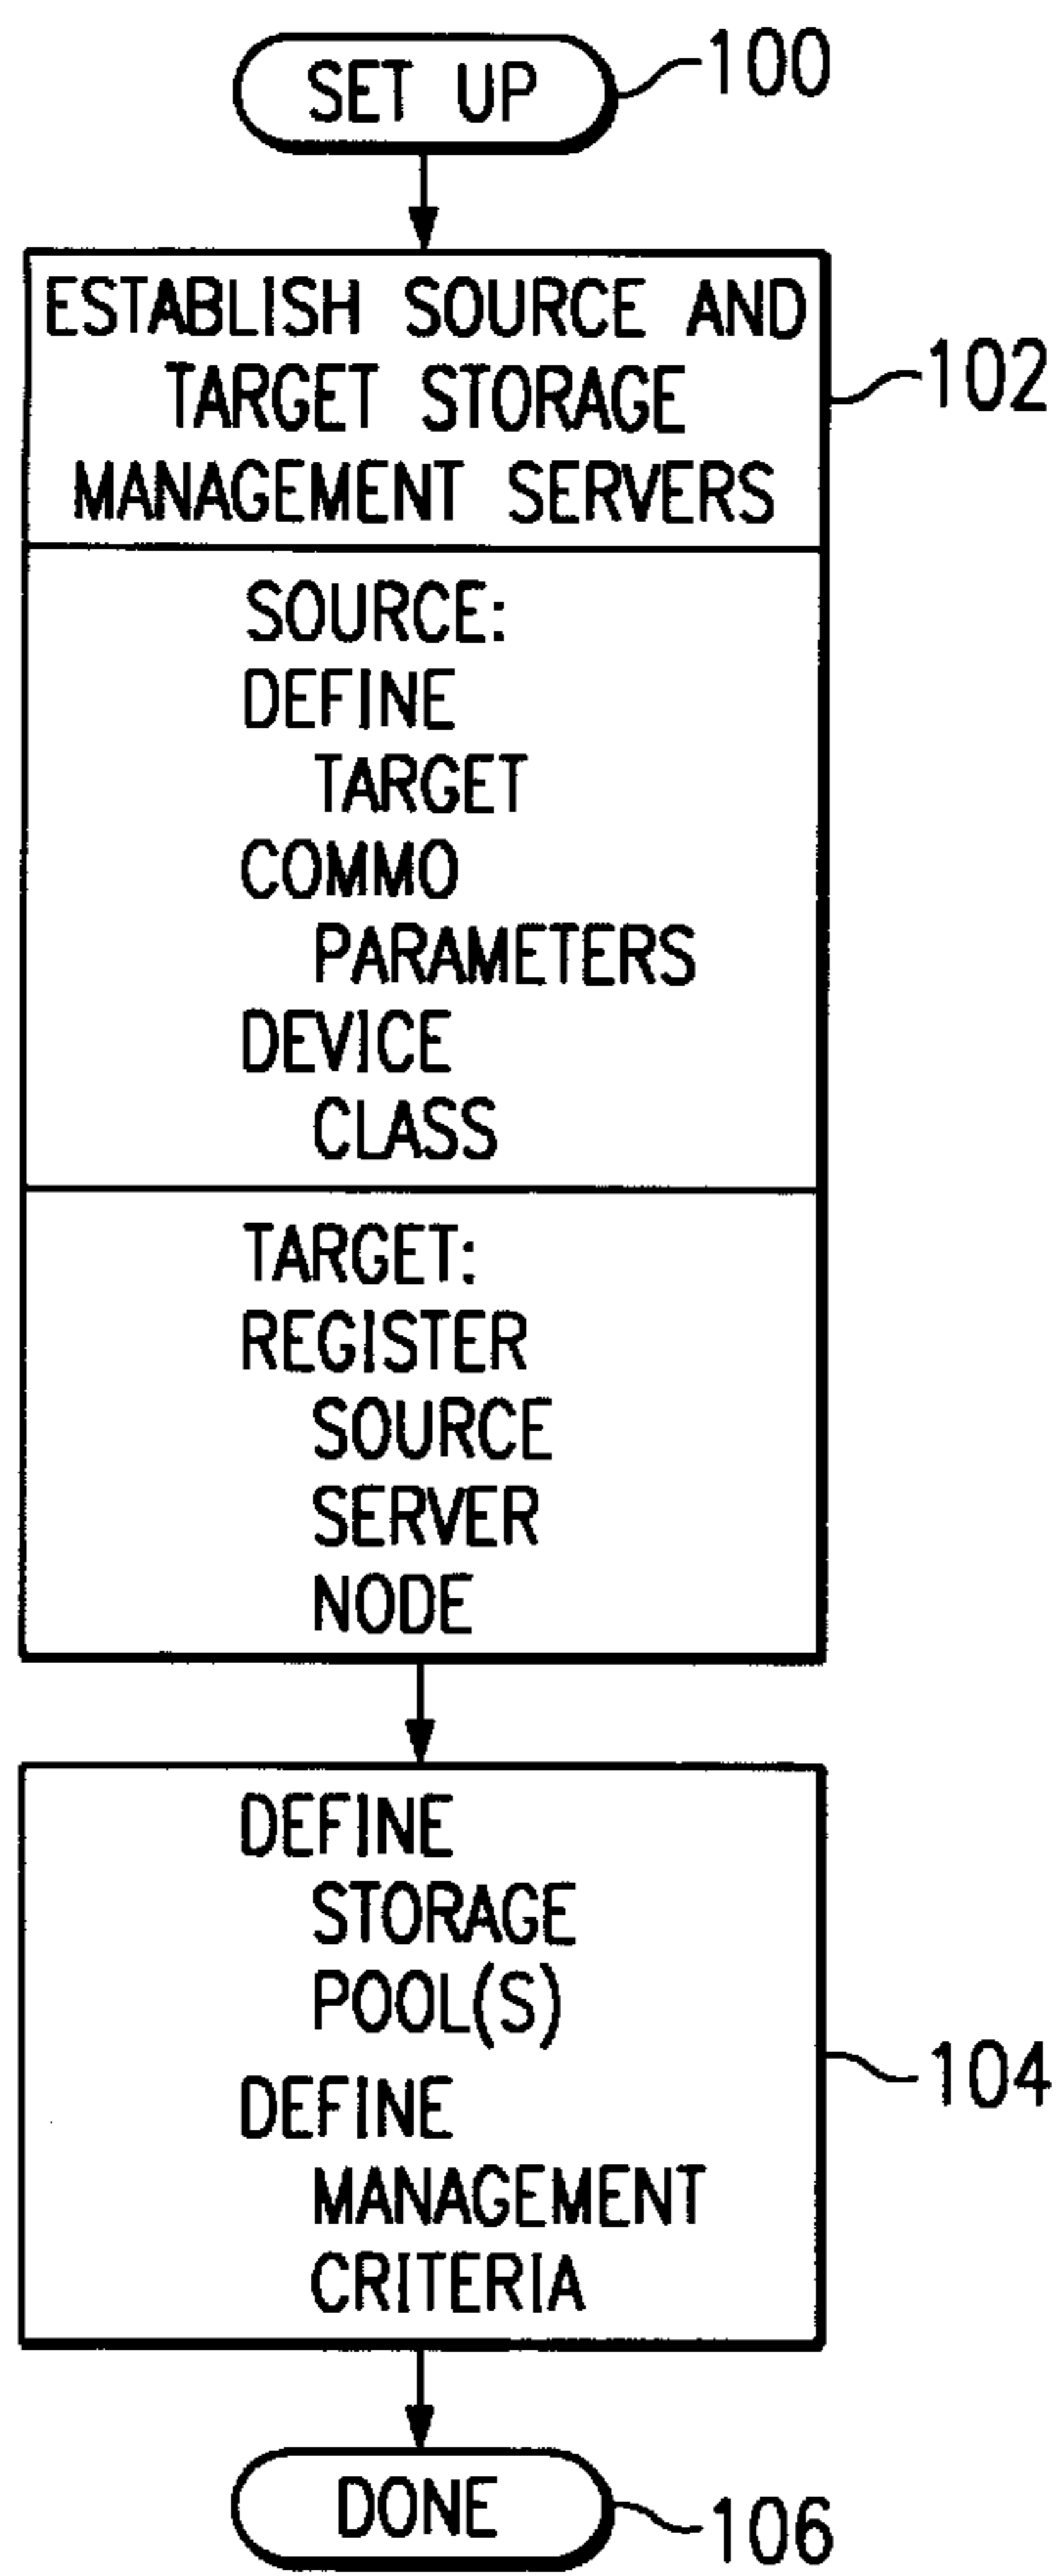 SET UP
100
ESTABLISH SOURCE AND
TARGET STORAGE
MANAGEMENT SERVERS
102
SOURCE:
DEFINE
TARGET
COMMO
PARAMETERS
DEVICE
CLASS
TARGET:
REGISTER
SOURCE
SERVER
NODE
DEFINE
STORAGE
POOL(S)
DEFINE
MANAGEMENT
CRITERIA
104
DONE
106